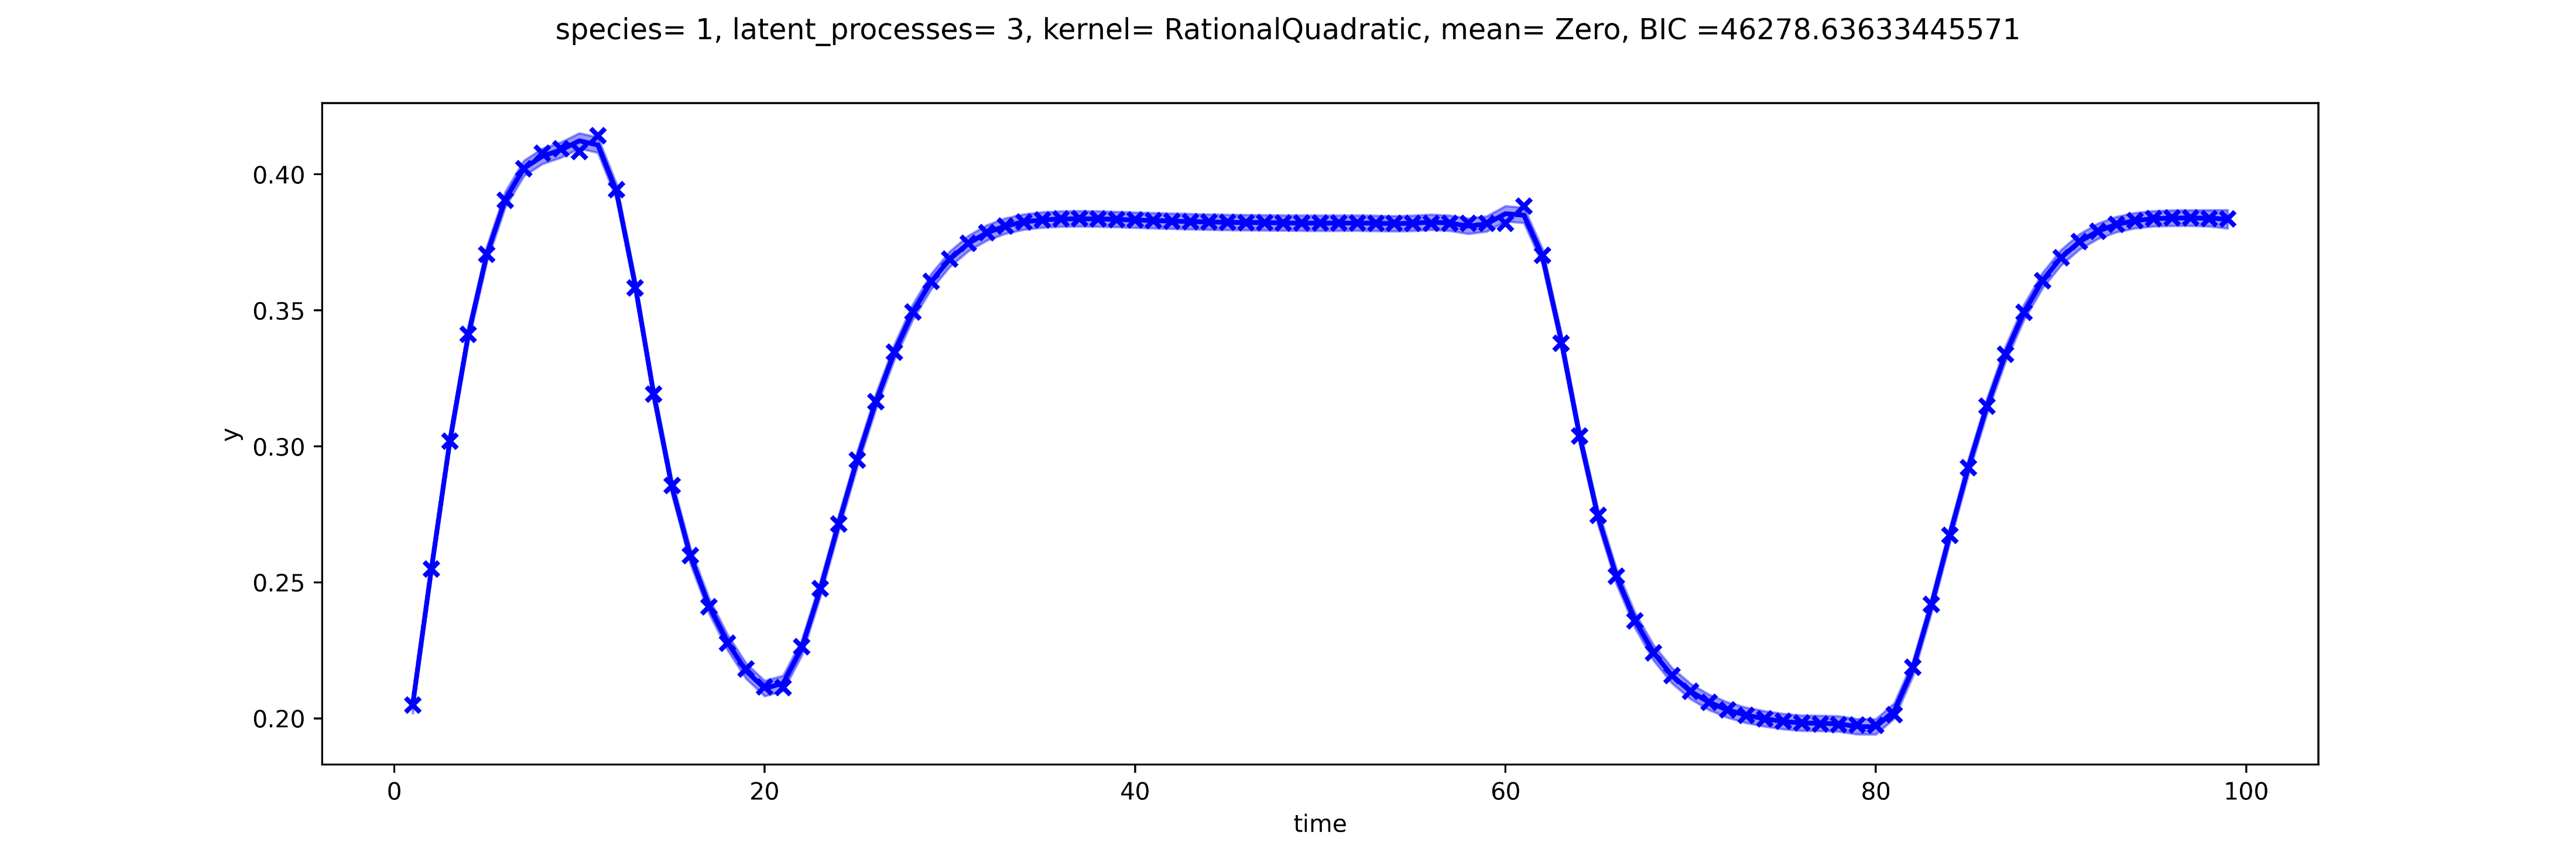 species= 1, latent_processes= 3, kernel= RationalQuadratic, mean= Zero, BIC =46278.63633445571
0.40
0.35
0.30
0.25
0.20
y
0 20 40 60 80 100
time